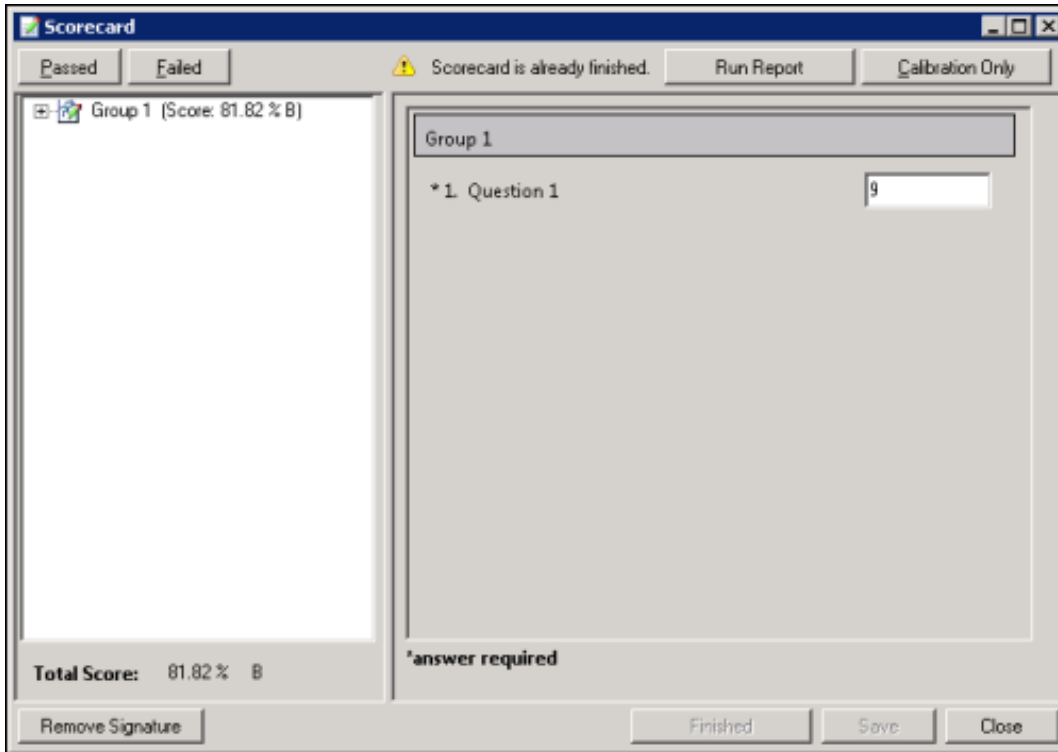 Scorecard
Passed Failed Scorecard is already finished. Run Report Calibration Only
Group 1 (Score: 81.82 % B)
Group 1
* 1. Question 1 9
*answer required
Total Score: 81.82 % B
Remove Signature Finished Save Close